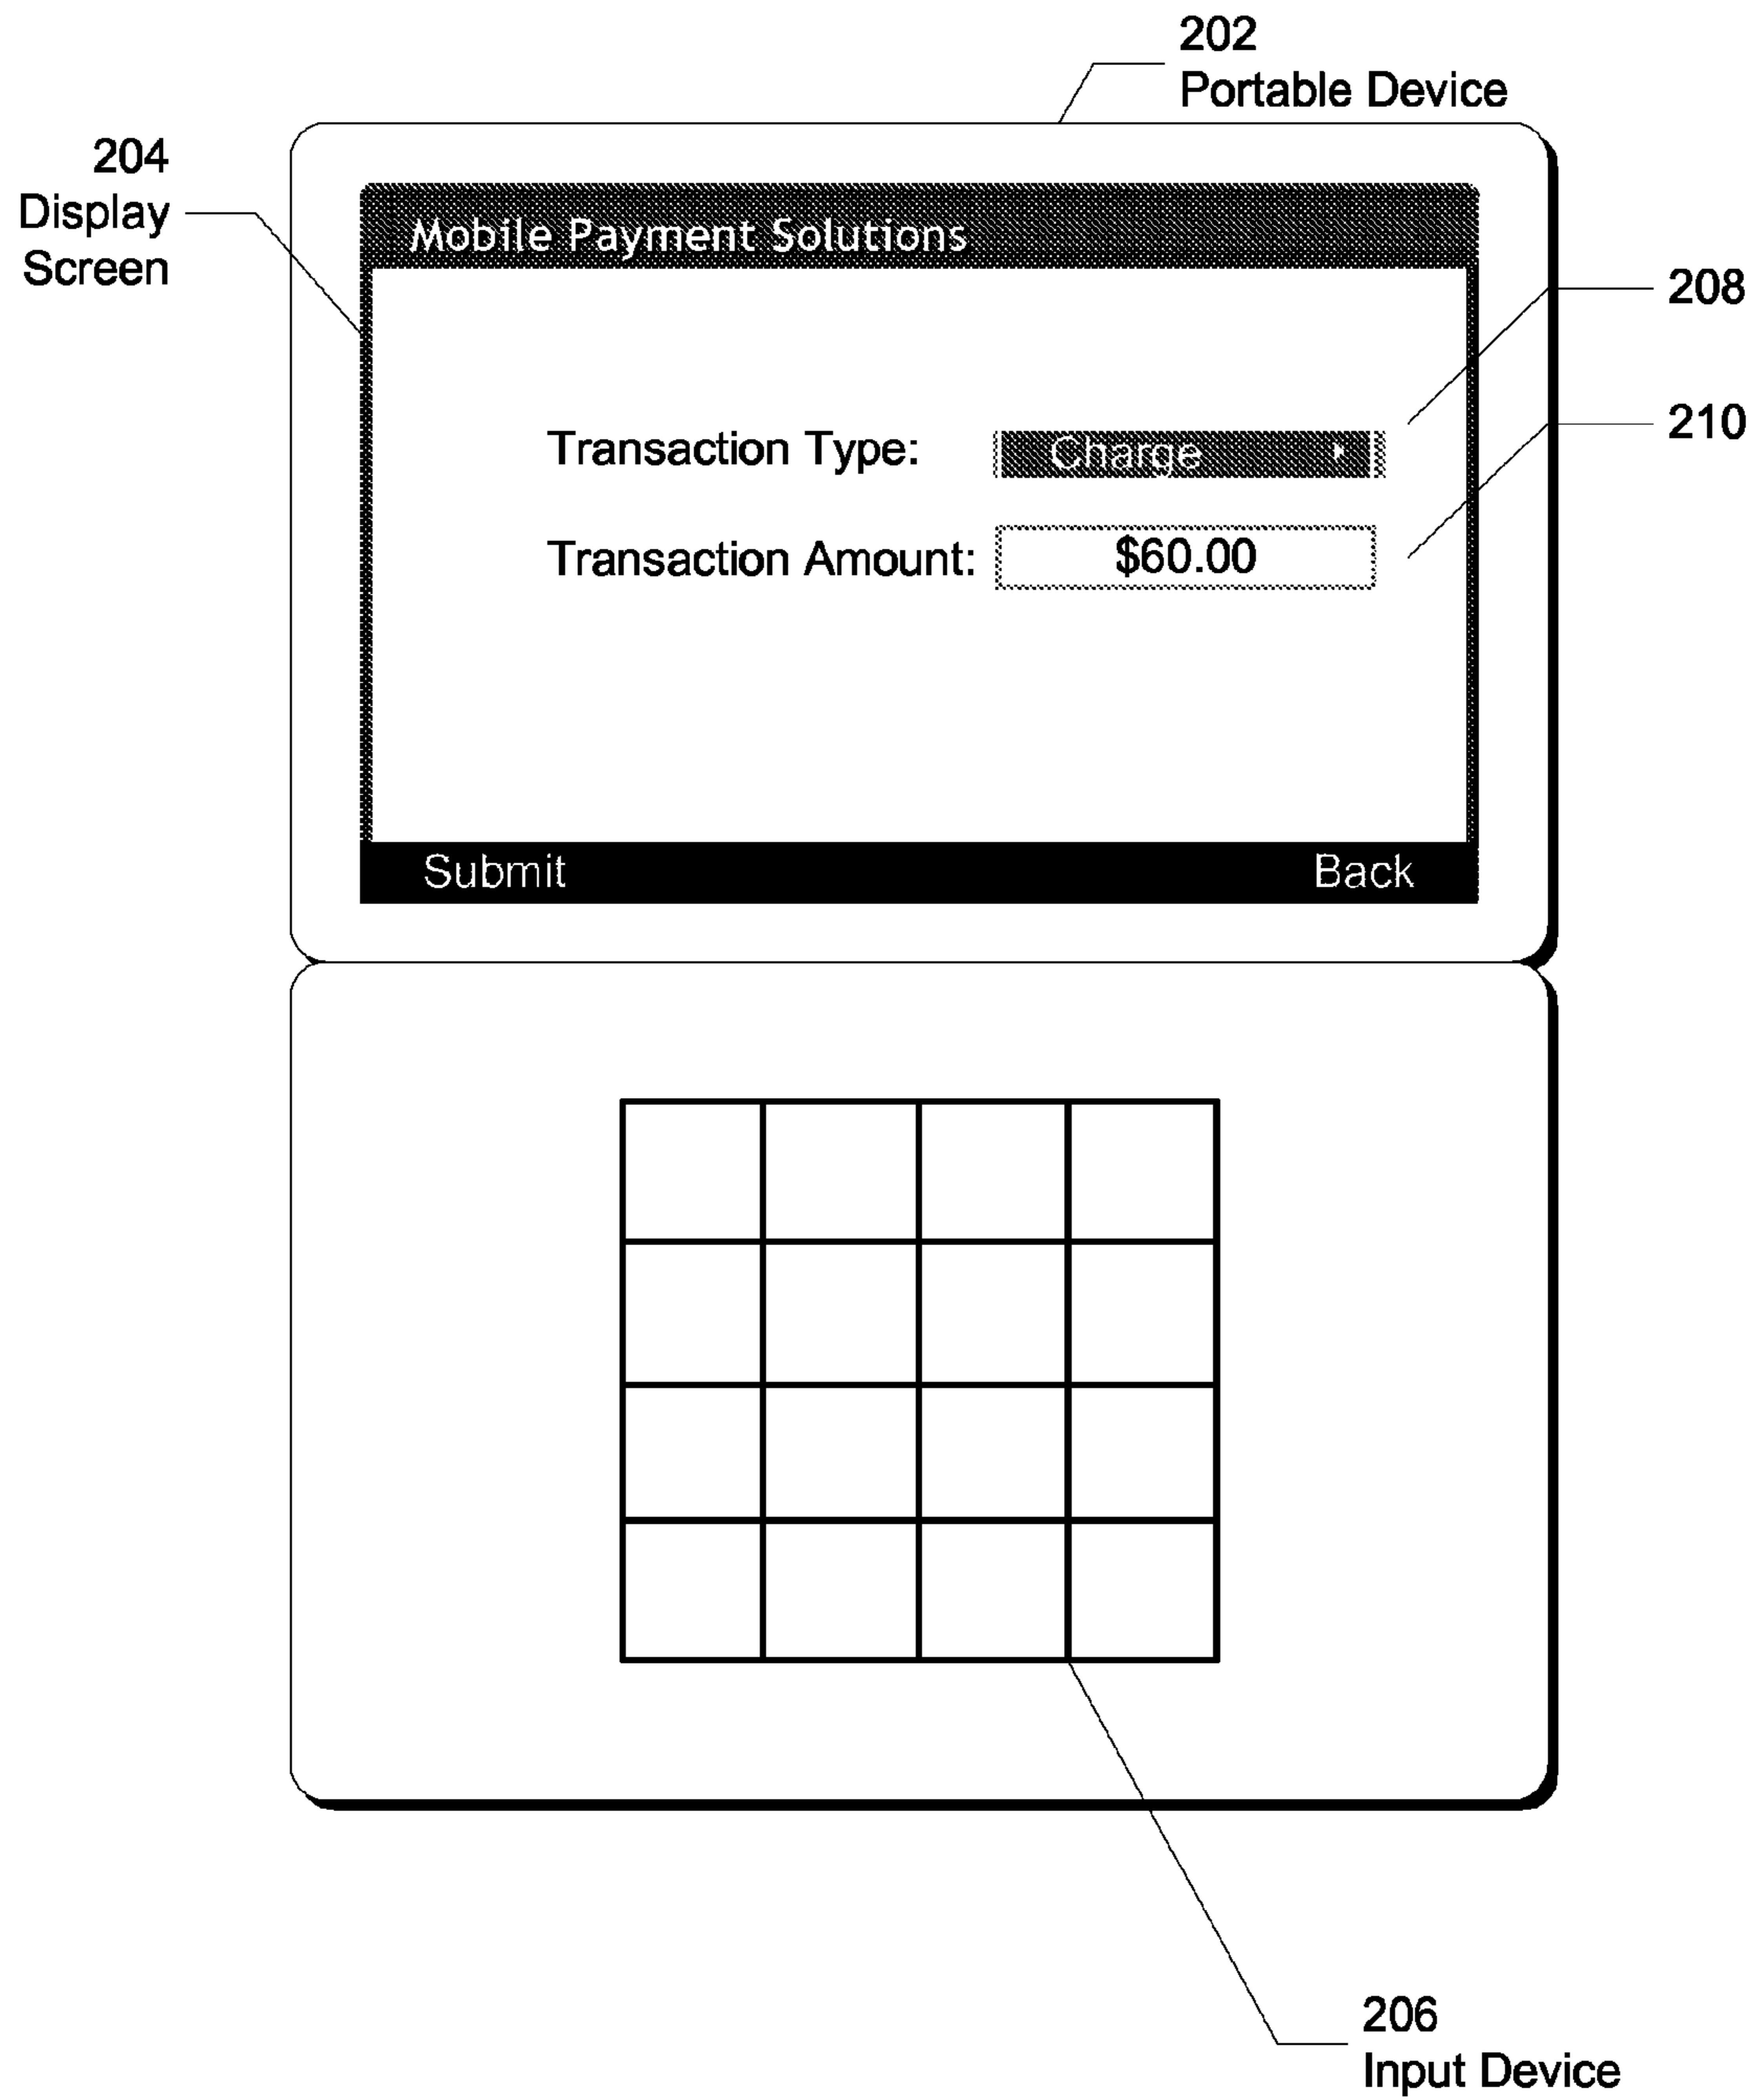 202
Portable Device
204
Display
Screen
Mobile Payment Solutions
208
Transaction Type: Charge
210
Transaction Amount: $60.00
Submit Back
206
Input Device